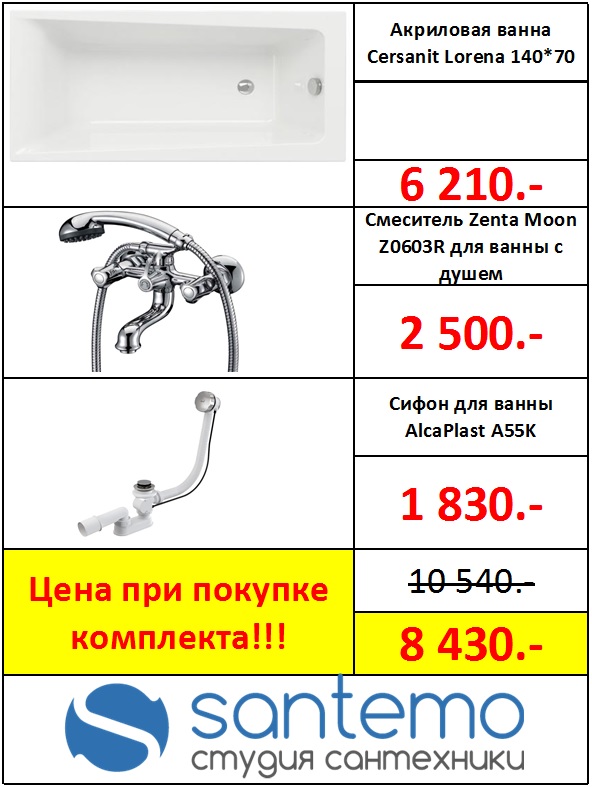 Акриловая ванна
Cersanit Lorena 140*70
6 210.-
Смеситель Zenta Moon
Z0603R для ванны с
душем
2 500.-
Сифон для ванны
AlcaPlast A55K
1 830.-
Цена при покупке
комплекта!!!
10 540.-
8 430.-
santemo
студия сантехники